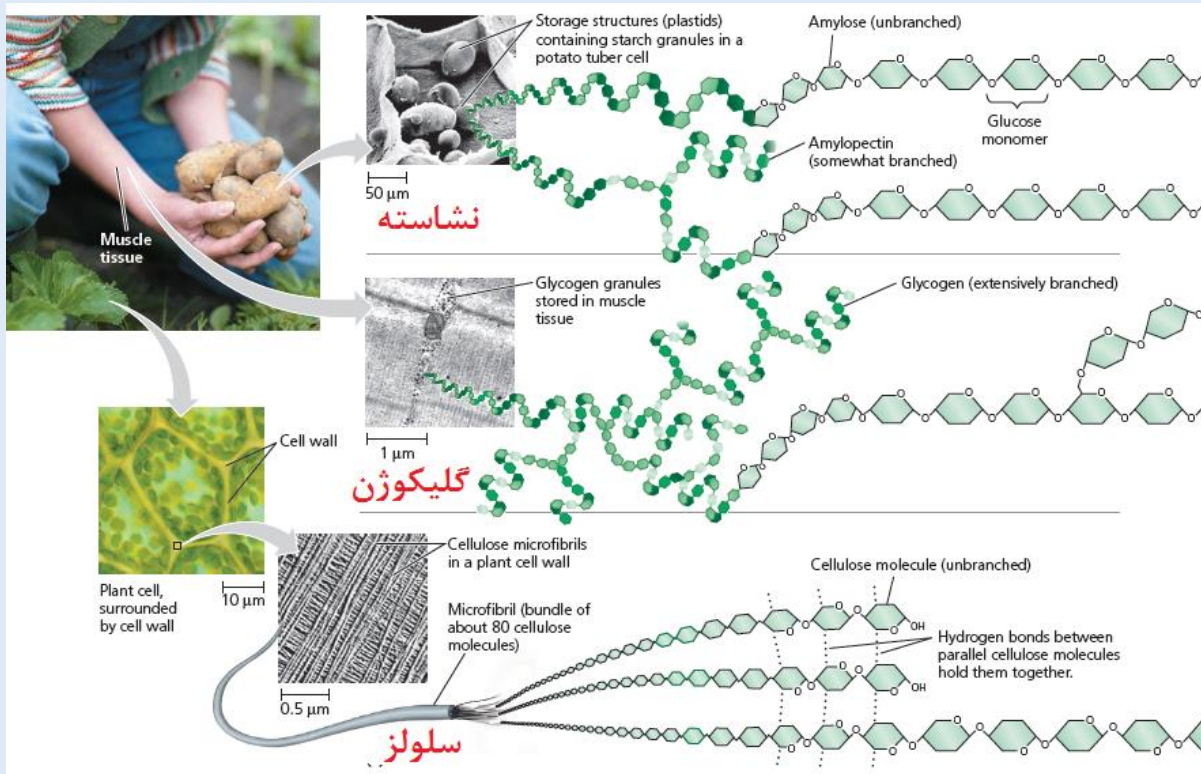 Storage structures (plastids)
containing starch granules in a
potato tuber cell
Amylose (unbranched)
Glucose
monomer
Amylopectin
(somewhat branched)
50 μm
نشاسته
Muscle
tissue
Glycogen granules
stored in muscle
tissue
Glycogen (extensively branched)
1 μm
گلیکوژن
Cell wall
Plant cell,
surrounded
by cell wall
10 μm
Cellulose microfibrils
in a plant cell wall
Microfibril (bundle of
about 80 cellulose
molecules)
0.5 μm
سلولز
Cellulose molecule (unbranched)
Hydrogen bonds between
parallel cellulose molecules
hold them together.
O O O O O O
O O O O O O
O O O O O O
OH
OH